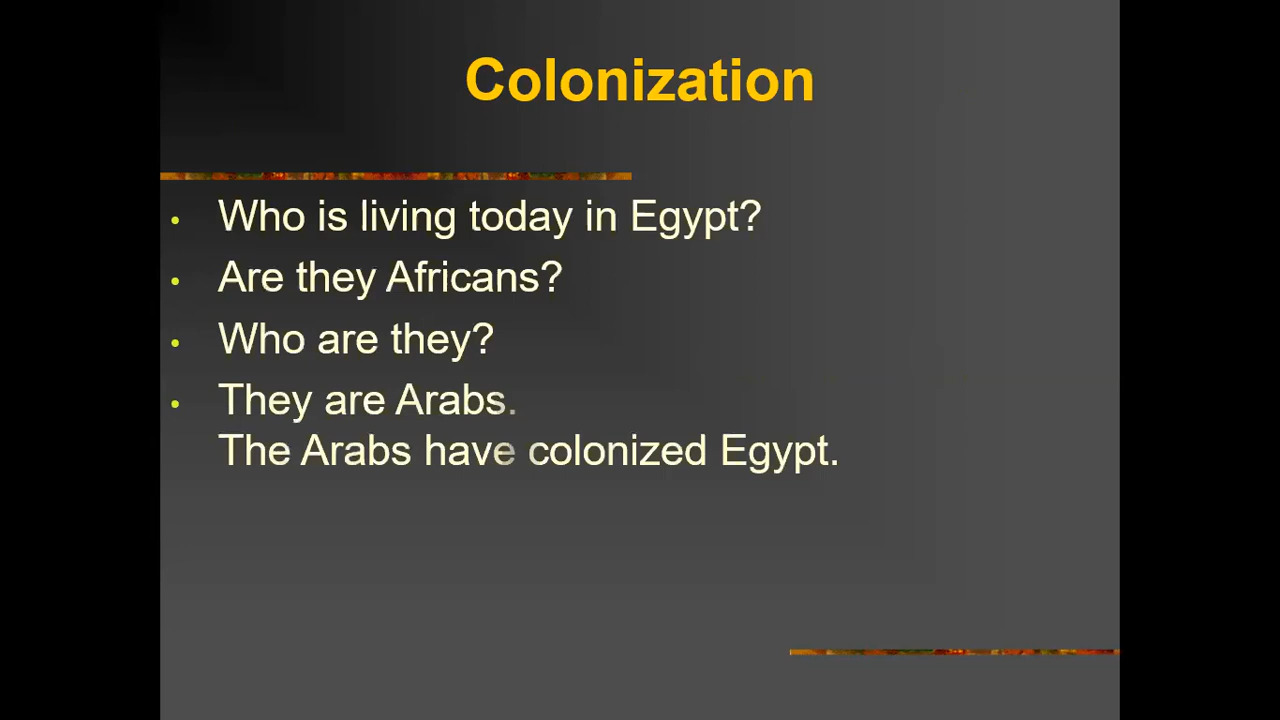 Colonization
• Who is living today in Egypt?
• Are they Africans?
• Who are they?
• They are Arabs.
The Arabs have colonized Egypt.